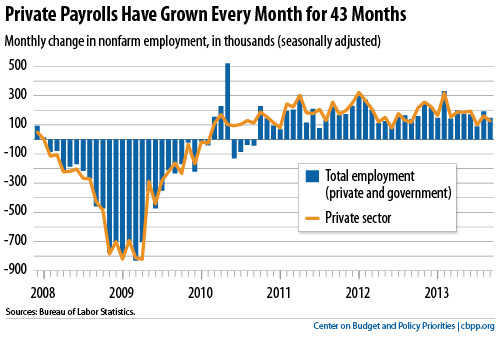 Private Payrolls Have Grown Every Month for 43 Months
Monthly change in nonfarm employment, in thousands (seasonally adjusted)
500
300
100
-100
-300
-500
-700
-900
Total employment
(private and government)
Private sector
2008 2009 2010 2011 2012 2013
Sources: Bureau of Labor Statistics.
Center on Budget and Policy Priorities | cbpp.org